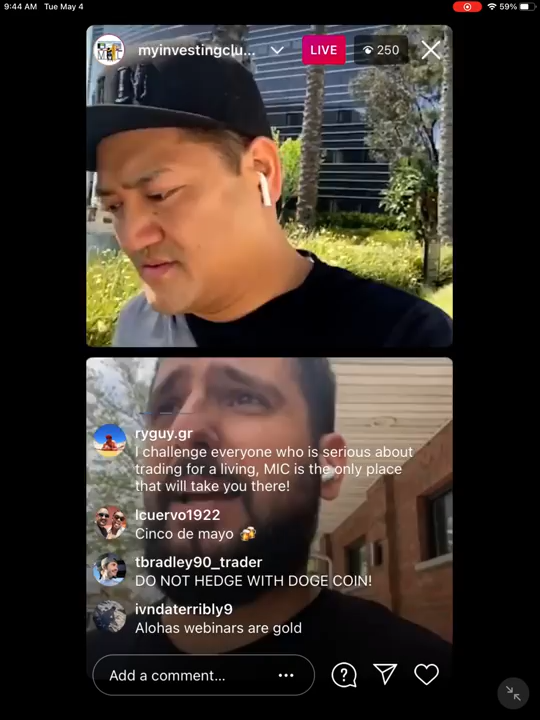 9:44 AM Tue May 4
59%
myinvestingclu...
LIVE
250
ryguy.gr
I challenge everyone who is serious about
trading for a living, MIC is the only place
that will take you there!
lcuervo1922
Cinco de mayo 🍻
tbradley90_trader
DO NOT HEDGE WITH DOGE COIN!
ivndaterribly9
Alohas webinars are gold
Add a comment...